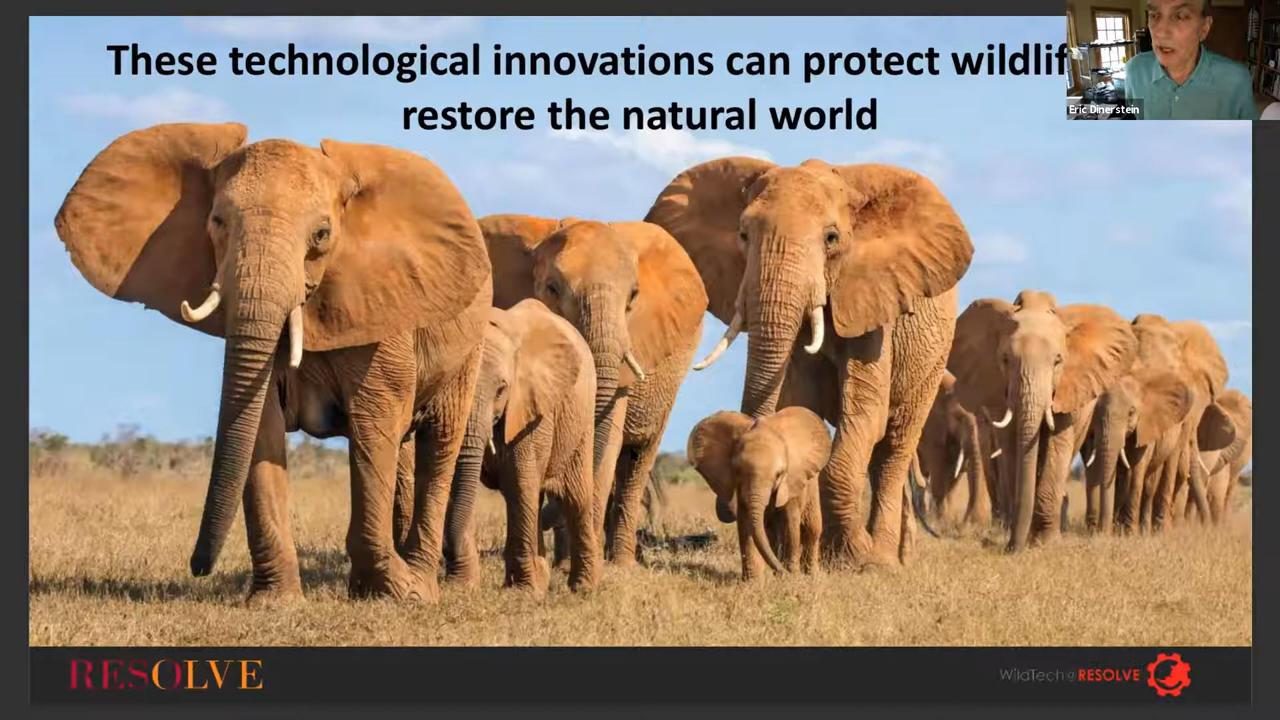 These technological innovations can protect wildlif
restore the natural world
Eric Dinerstein
RESOLVE
WildTech@RESOLVE